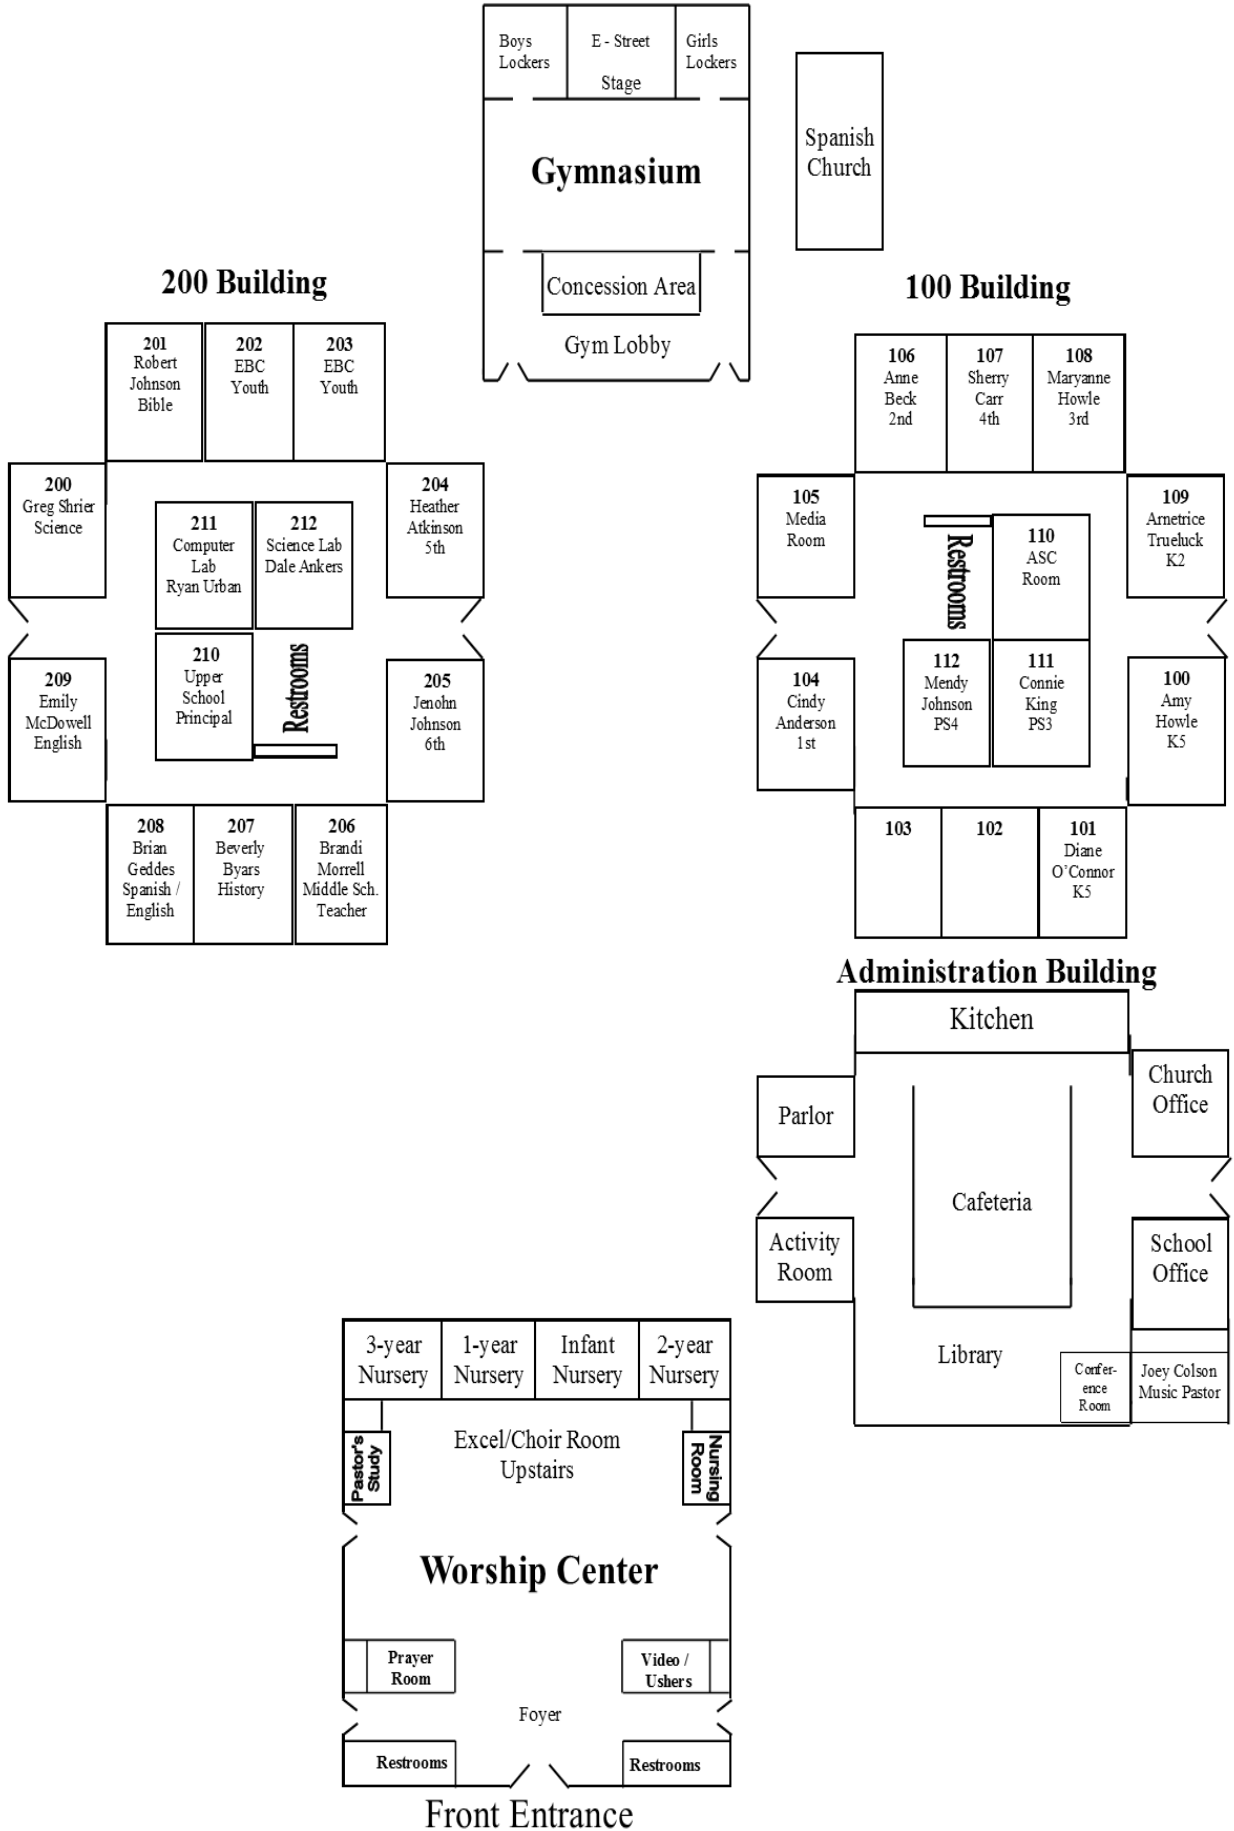 Boys
Lockers
E - Street
Stage
Girls
Lockers
Gymnasium
Concession Area
Gym Lobby
Spanish
Church
200 Building
201
Robert
Johnson
Bible
202
EBC
Youth
203
EBC
Youth
200
Greg Shrier
Science
204
Heather
Atkinson
5th
211
Computer
Lab
Ryan Urban
212
Science Lab
Dale Ankers
210
Upper
School
Principal
Restrooms
209
Emily
McDowell
English
205
Jenohn
Johnson
6th
208
Brian
Geddes
Spanish /
English
207
Beverly
Byars
History
206
Brandi
Morrell
Middle Sch.
Teacher
100 Building
106
Anne
Beck
2nd
107
Sherry
Carr
4th
108
Maryanne
Howle
3rd
105
Media
Room
109
Arnetrice
Trueluck
K2
Restrooms
110
ASC
Room
112
Mendy
Johnson
PS4
111
Connie
King
PS3
104
Cindy
Anderson
1st
100
Amy
Howle
K5
103
102
101
Diane
O'Connor
K5
Administration Building
Kitchen
Parlor
Church
Office
Cafeteria
Activity
Room
School
Office
Library
Confer-
ence
Room
Joey Colson
Music Pastor
3-year
Nursery
1-year
Nursery
Infant
Nursery
2-year
Nursery
Pastor's
Study
Excel/Choir Room
Upstairs
Nursing
Room
Worship Center
Prayer
Room
Video /
Ushers
Foyer
Restrooms
Restrooms
Front Entrance